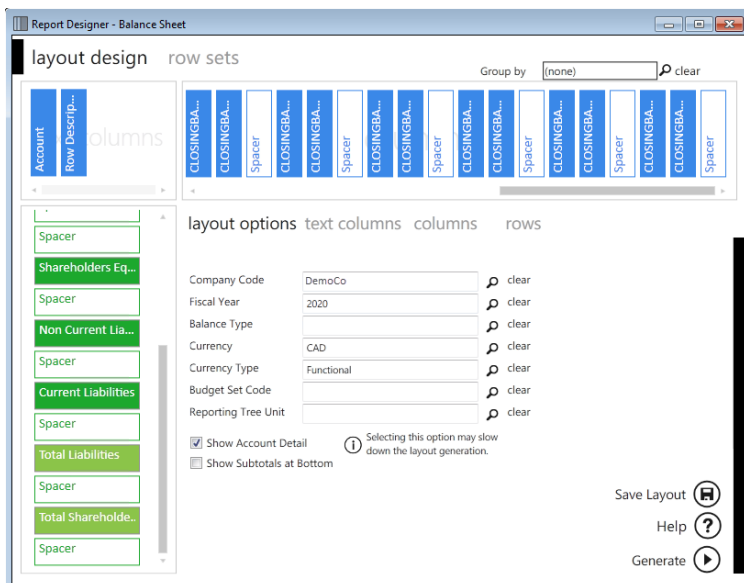 Report Designer - Balance Sheet
layout design row sets
Group by (none) clear
Account
Row Descrip...
columns
CLOSINGBA...
CLOSINGBA...
Spacer
CLOSINGBA...
CLOSINGBA...
Spacer
CLOSINGBA...
CLOSINGBA...
Spacer
CLOSINGBA...
CLOSINGBA...
Spacer
CLOSINGBA...
CLOSINGBA...
CLOSINGBA...
CLOSINGBA...
Spacer
Spacer
Shareholders Eq...
Spacer
Non Current Lia...
Spacer
Current Liabilities
Spacer
Total Liabilities
Spacer
Total Shareholde..
Spacer
layout options text columns columns rows
Company Code DemoCo clear
Fiscal Year 2020 clear
Balance Type clear
Currency CAD clear
Currency Type Functional clear
Budget Set Code clear
Reporting Tree Unit clear
Show Account Detail
Selecting this option may slow
down the layout generation.
Show Subtotals at Bottom
Save Layout
Help ?
Generate